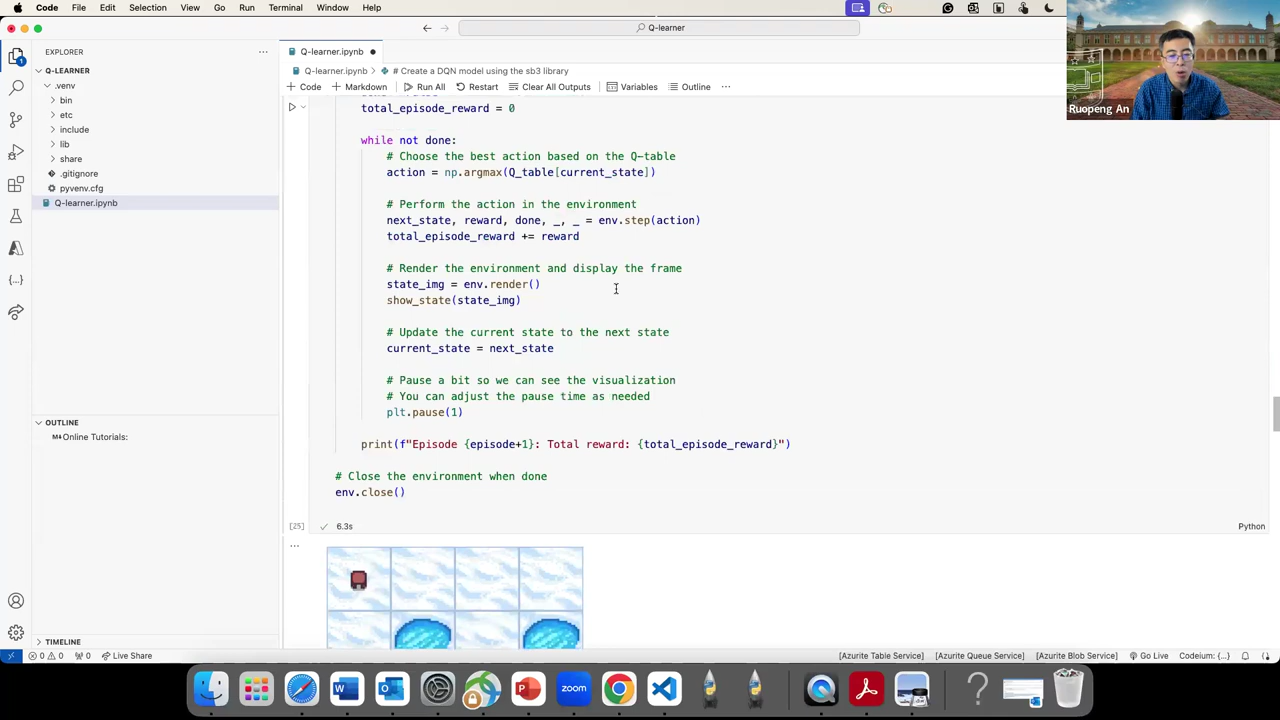 Code File Edit Selection View Go Run Terminal Window Help
Q-learner
EXPLORER
Q-learner.ipynb
Ruopeng An
Q-LEARNER
Q-learner.ipynb > # Create a DQN model using the sb3 library
+ Code + Markdown Run All Restart Clear All Outputs Variables Outline ...
.venv
bin
etc
include
lib
share
.gitignore
pyvenv.cfg
Q-learner.ipynb
total_episode_reward = 0
while not done:
# Choose the best action based on the Q-table
action = np.argmax(Q_table[current_state])
# Perform the action in the environment
next_state, reward, done, _, _ = env.step(action)
total_episode_reward += reward
# Render the environment and display the frame
state_img = env.render()
show_state(state_img)
# Update the current state to the next state
current_state = next_state
# Pause a bit so we can see the visualization
# You can adjust the pause time as needed
plt.pause(1)
print(f"Episode {episode+1}: Total reward: {total_episode_reward}")
# Close the environment when done
env.close()
[25] 6.3s Python
OUTLINE
M↓Online Tutorials:
TIMELINE
0 0 0 Live Share [Azurite Table Service] [Azurite Queue Service] [Azurite Blob Service] Go Live Codeium: {...}
zoom